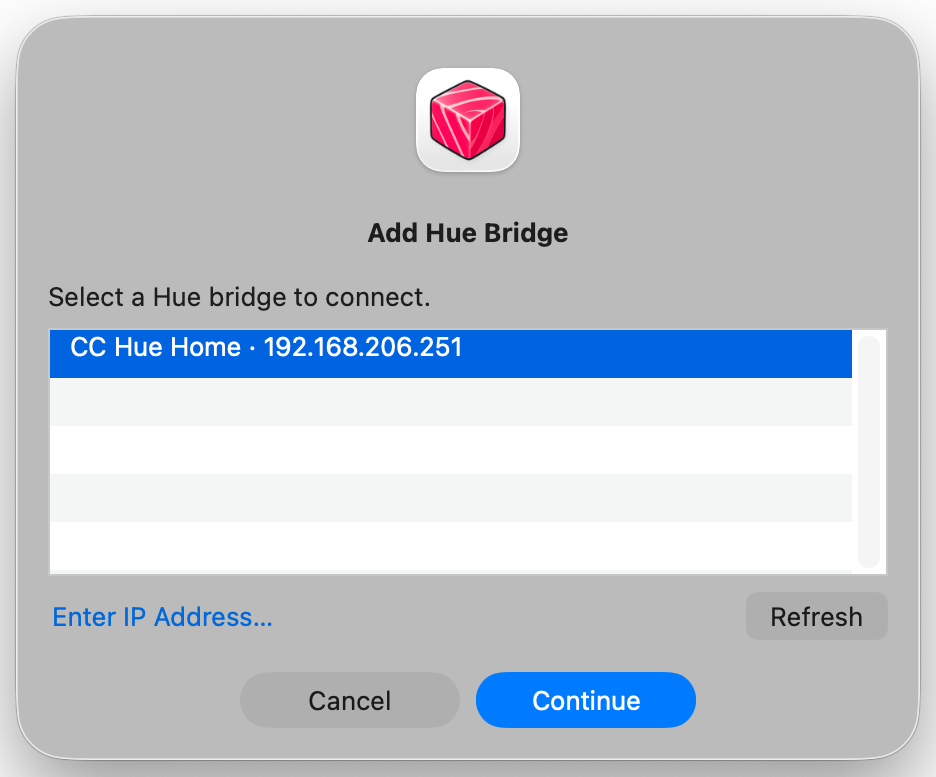 Add Hue Bridge
Select a Hue bridge to connect.
CC Hue Home · 192.168.206.251
Enter IP Address...
Refresh
Cancel
Continue